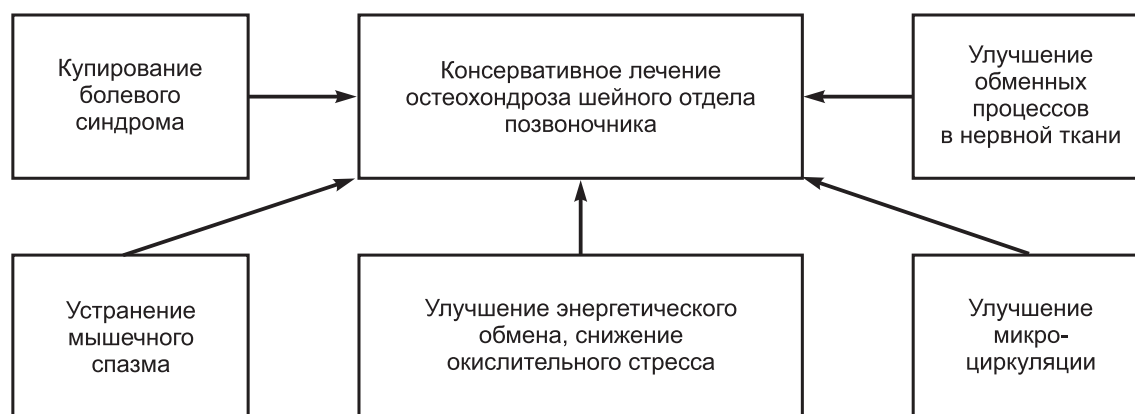 Купирование
болевого
синдрома
Консервативное лечение
остеохондроза шейного отдела
позвоночника
Улучшение
обменных
процессов
в нервной ткани
Устранение
мышечного
спазма
Улучшение энергетического
обмена, снижение
окислительного стресса
Улучшение
микро-
циркуляции